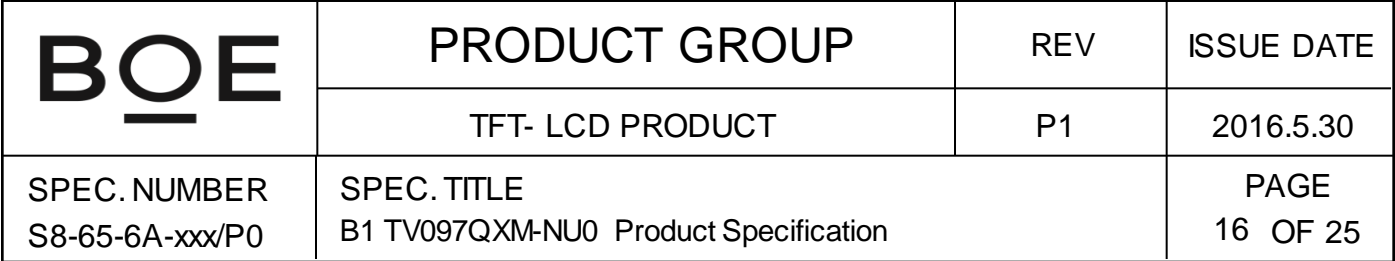 BOE
PRODUCT GROUP
REV
ISSUE DATE
TFT- LCD PRODUCT
P1
2016.5.30
SPEC. NUMBER
S8-65-6A-xxx/P0
SPEC. TITLE
B1 TV097QXM-NU0 Product Specification
PAGE
16 OF 25